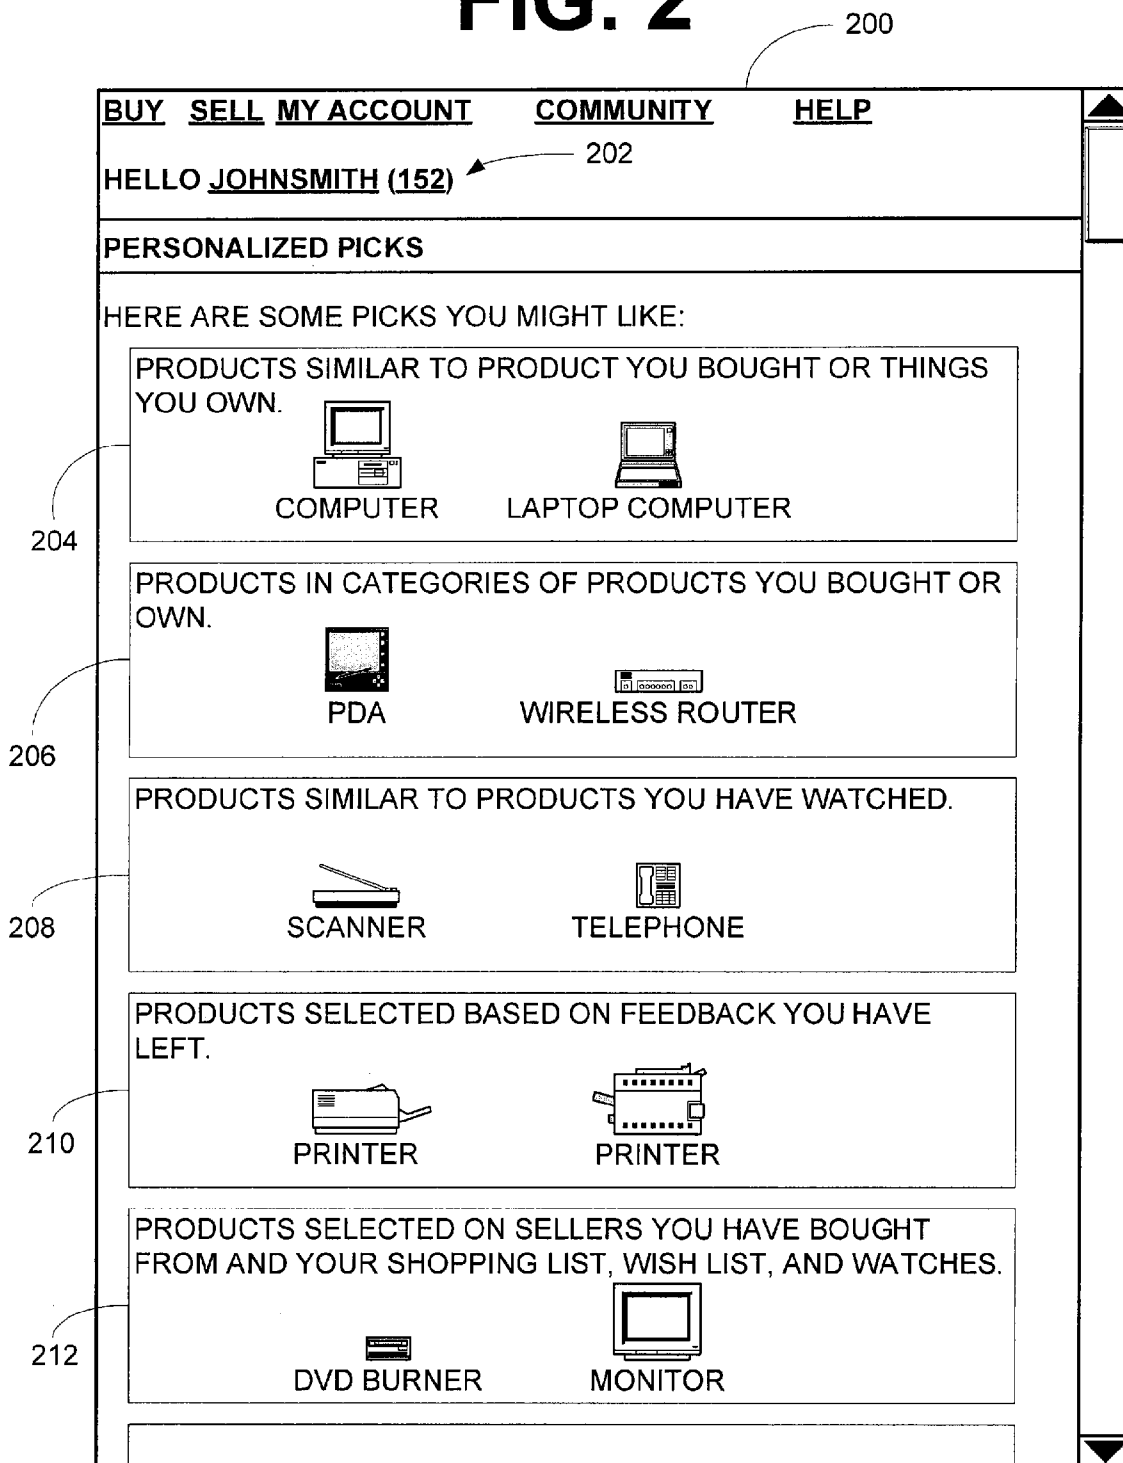 FIG. 2
200
BUY SELL MY ACCOUNT COMMUNITY HELP
202
HELLO JOHNSMITH (152)
PERSONALIZED PICKS
HERE ARE SOME PICKS YOU MIGHT LIKE:
PRODUCTS SIMILAR TO PRODUCT YOU BOUGHT OR THINGS
YOU OWN.
COMPUTER LAPTOP COMPUTER
204
PRODUCTS IN CATEGORIES OF PRODUCTS YOU BOUGHT OR
OWN.
PDA WIRELESS ROUTER
206
PRODUCTS SIMILAR TO PRODUCTS YOU HAVE WATCHED.
SCANNER TELEPHONE
208
PRODUCTS SELECTED BASED ON FEEDBACK YOU HAVE
LEFT.
210
PRINTER PRINTER
PRODUCTS SELECTED ON SELLERS YOU HAVE BOUGHT
FROM AND YOUR SHOPPING LIST, WISH LIST, AND WATCHES.
212
DVD BURNER MONITOR